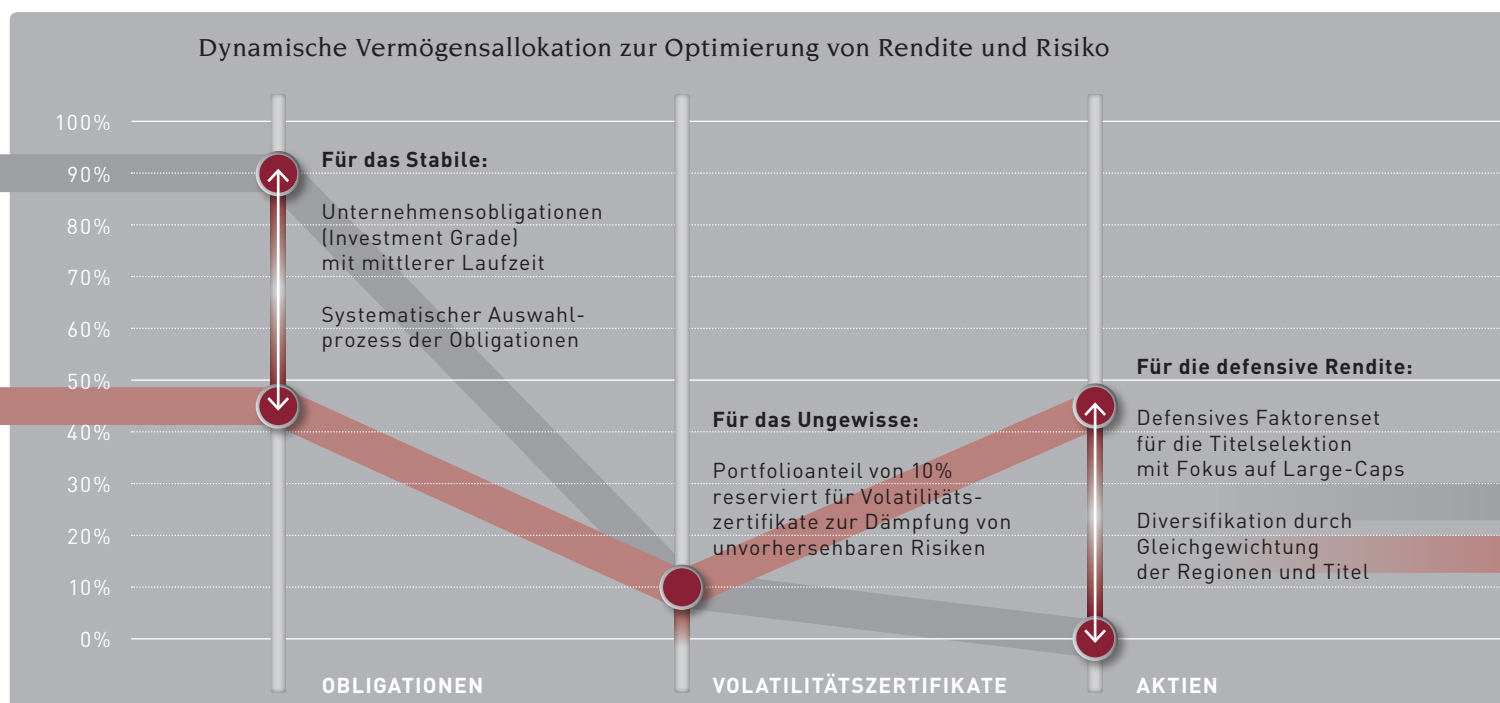 Dynamische Vermögensallokation zur Optimierung von Rendite und Risiko
100%
90%
80%
70%
60%
50%
40%
30%
20%
10%
0%
Für das Stabile:
Unternehmensobligationen
(Investment Grade)
mit mittlerer Laufzeit
Systematischer Auswahl-
prozess der Obligationen
Für das Ungewisse:
Portfolioanteil von 10%
reserviert für Volatilitäts-
zertifikate zur Dämpfung von
unvorhersehbaren Risiken
Für die defensive Rendite:
Defensives Faktorenset
für die Titelselektion
mit Fokus auf Large-Caps
Diversifikation durch
Gleichgewichtung
der Regionen und Titel
OBLIGATIONEN
VOLATILITÄTSZERTIFIKATE
AKTIEN